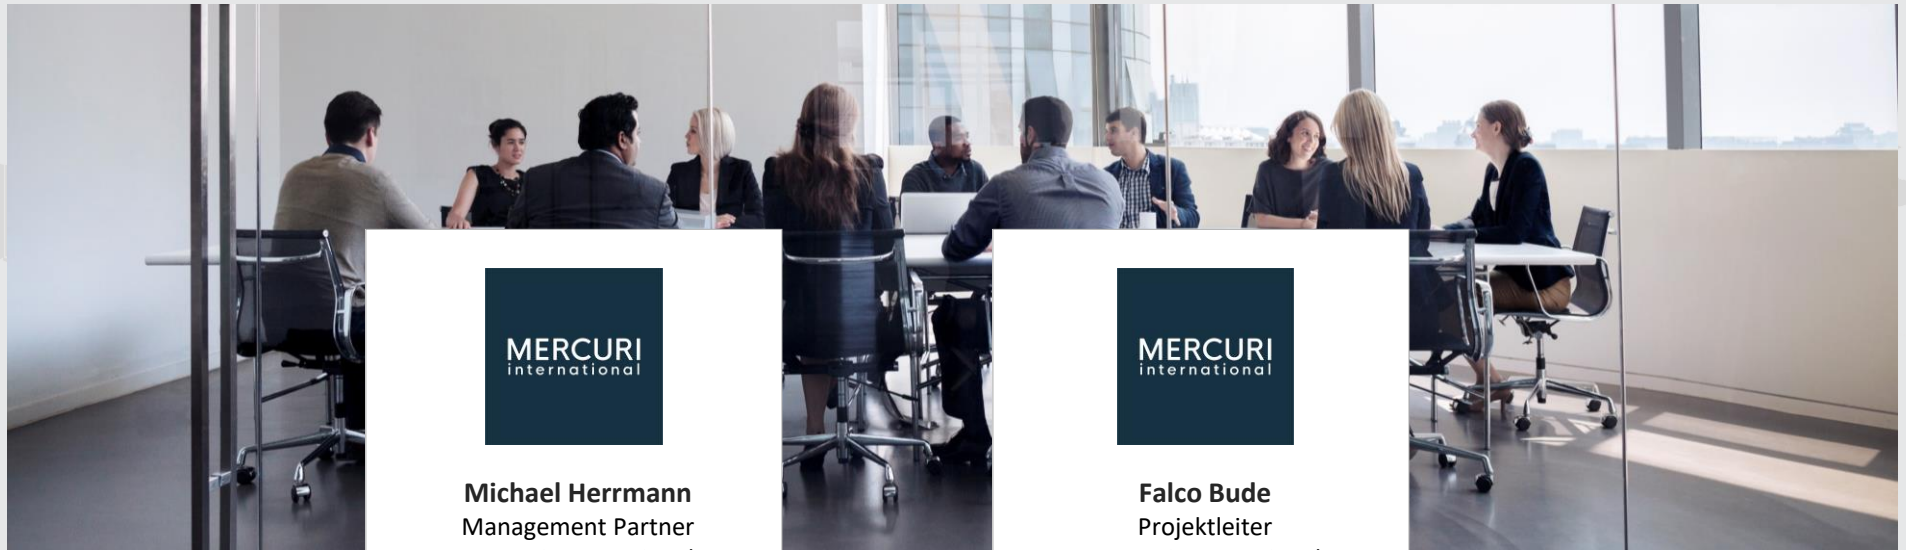 MERCURI
international
Michael Herrmann
Management Partner
MERCURI
international
Falco Bude
Projektleiter